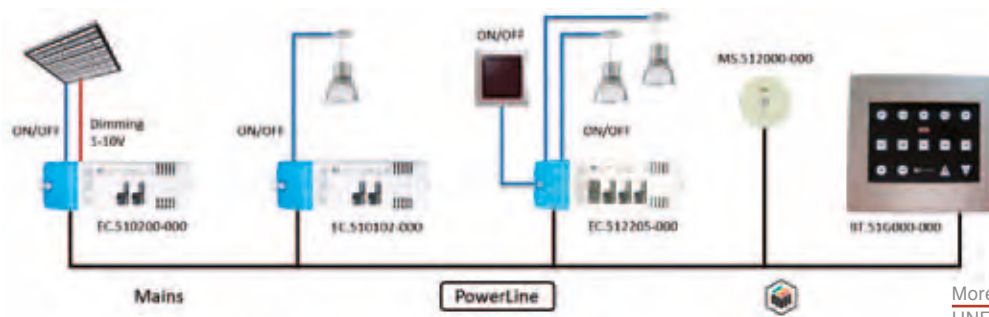 ON/OFF
MS.512000-000
ON/OFF
Dimming
1-10V
ON/OFF
ON/OFF
EC.510200-000
EC.510102-000
EC.512205-000
BT.516000-000
Mains
PowerLine
More